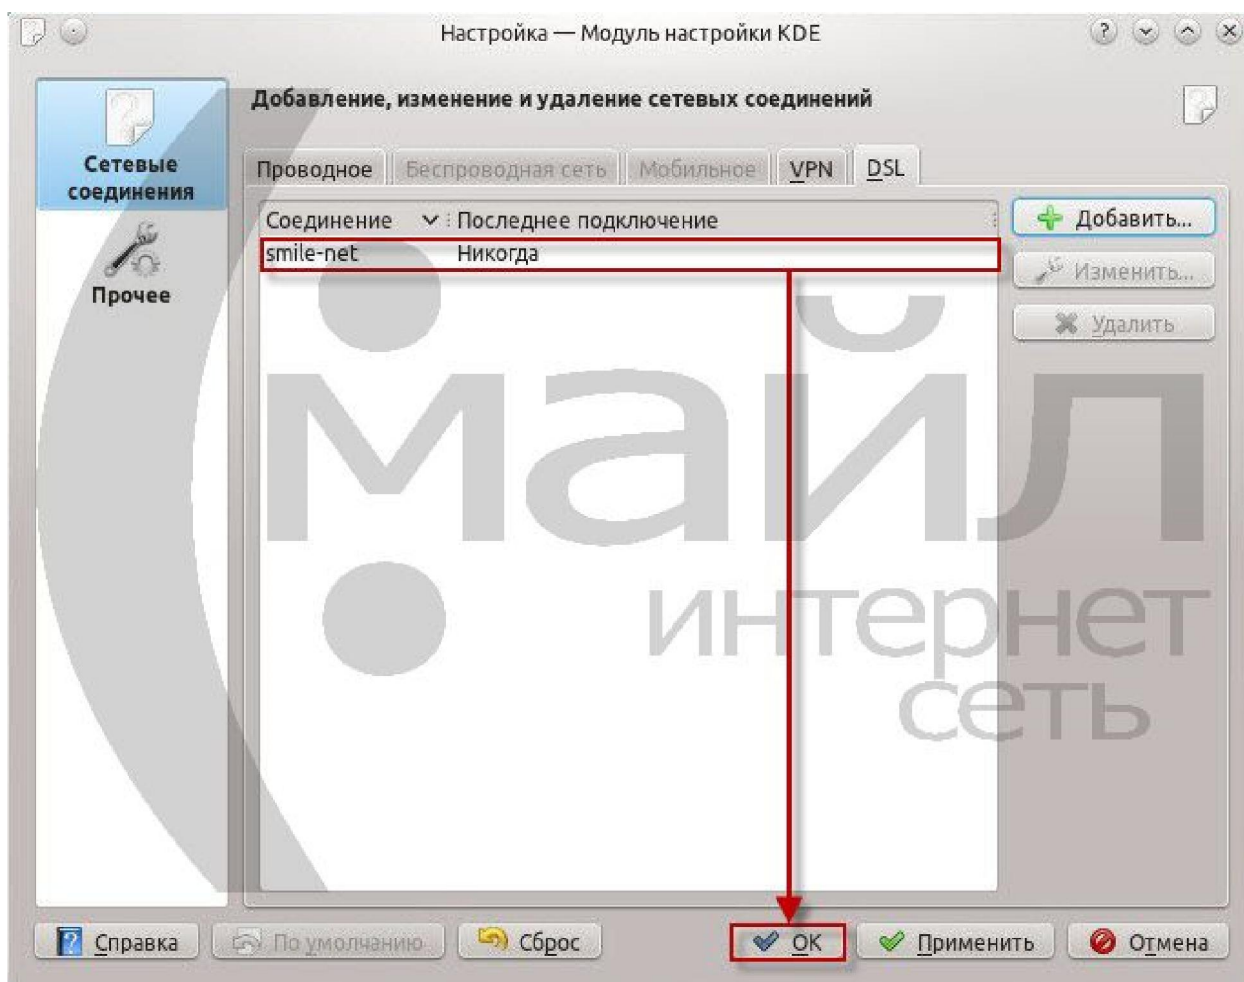 Настройка — Модуль настройки KDE
Добавление, изменение и удаление сетевых соединений
Сетевые
соединения
Прочее
Проводное Беспроводная сеть Мобильное VPN DSL
Соединение Последнее подключение
smile-net Никогда
Добавить...
Изменить...
Удалить
майл
интернет
сеть
Справка По умолчанию Сброс ОК Применить Отмена